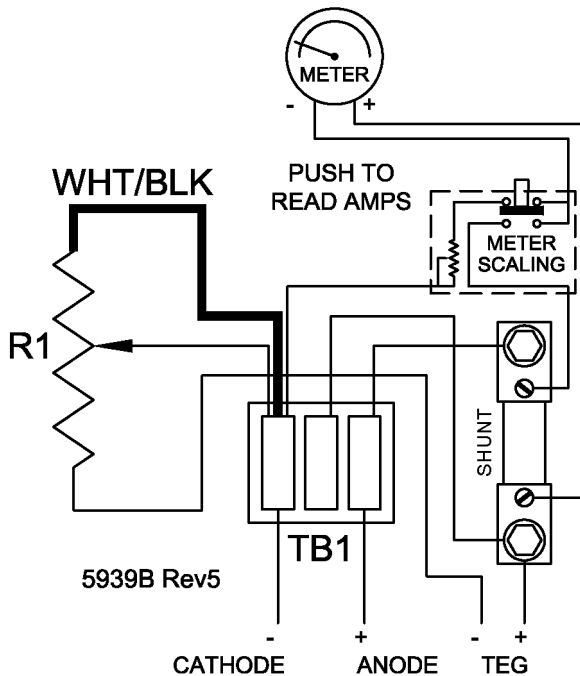 METER
- +
PUSH TO
READ AMPS
WHT/BLK
METER
SCALING
R1
SHUNT
TB1
5939B Rev5
- + - +
CATHODE ANODE TEG